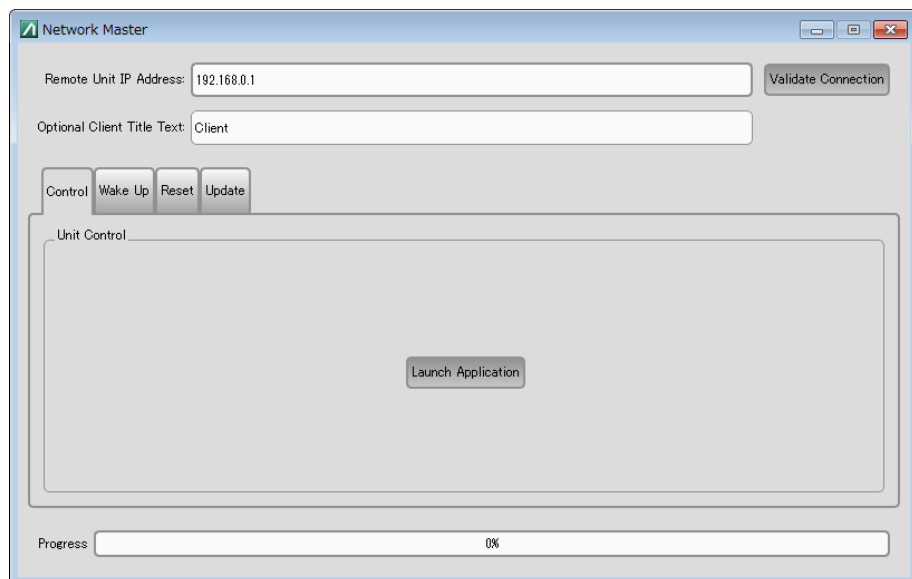 Network Master
Remote Unit IP Address: 192.168.0.1 Validate Connection
Optional Client Title Text: Client
Control Wake Up Reset Update
Unit Control
Launch Application
Progress 0%